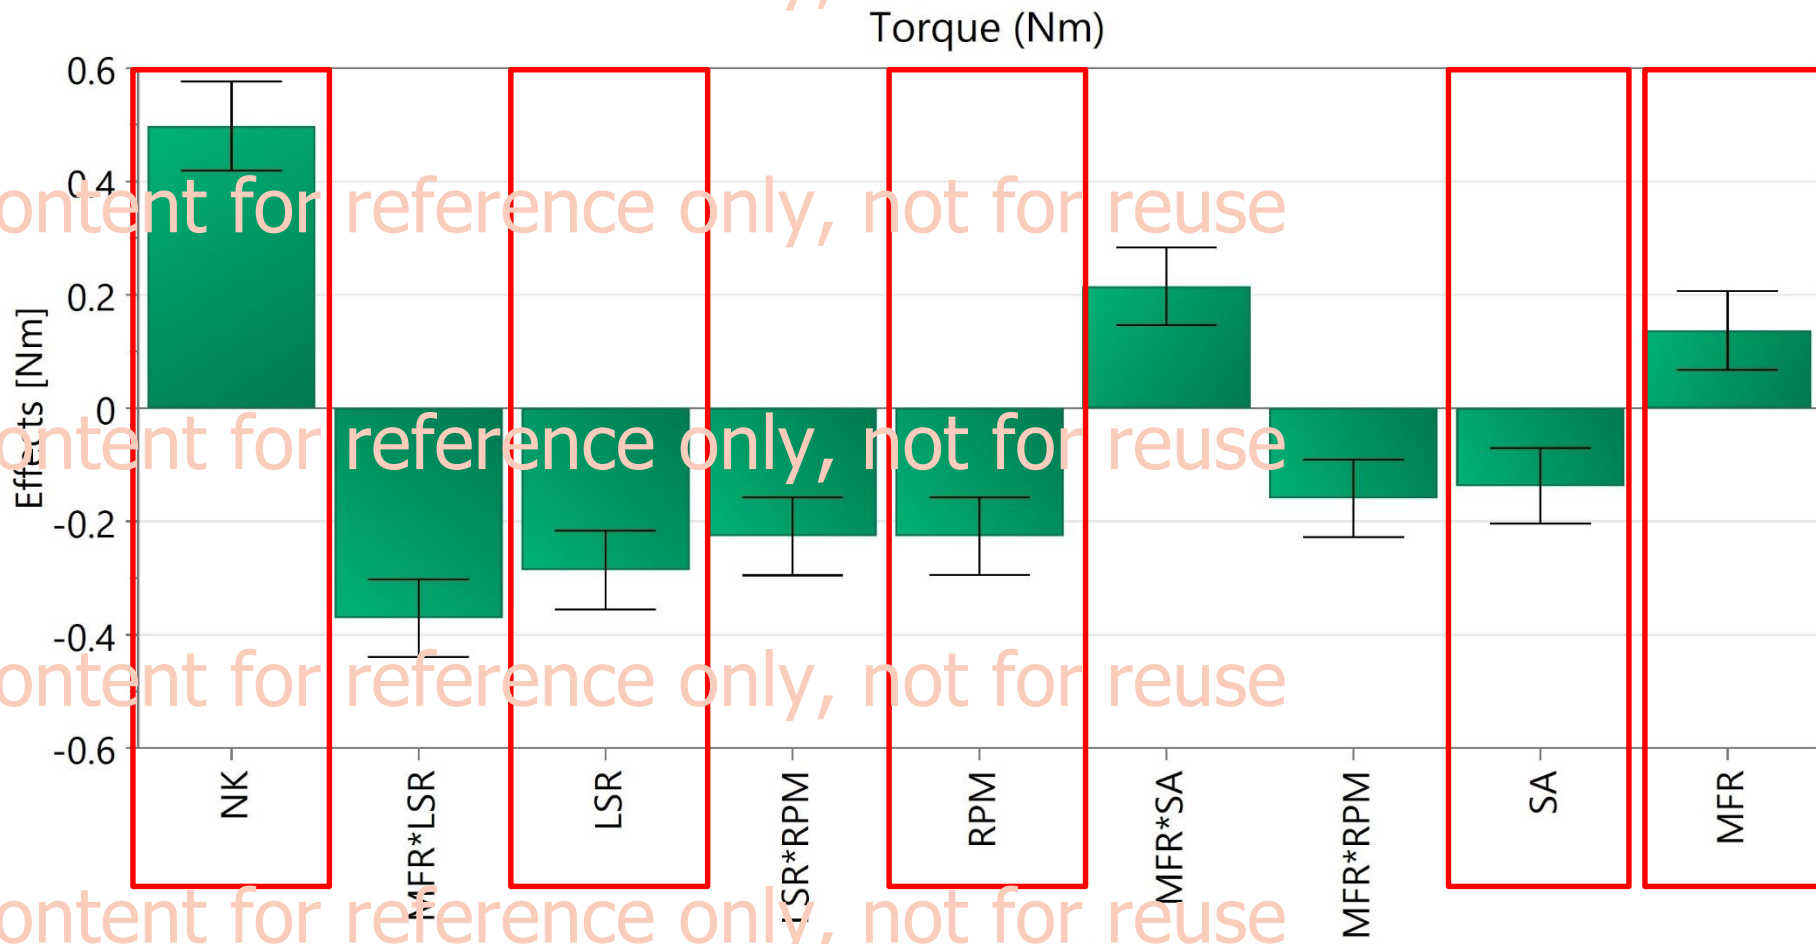 Torque (Nm)
Effects [Nm]
0.6
0.4
0.2
0
-0.2
-0.4
-0.6
NK
MFR*LSR
LSR
LSR*RPM
RPM
MFR*SA
MFR*RPM
SA
MFR
ontent for reference only, not for reuse
ontent for reference only, not for reuse
ontent for reference only, not for reuse
ontent for reference only, not for reuse